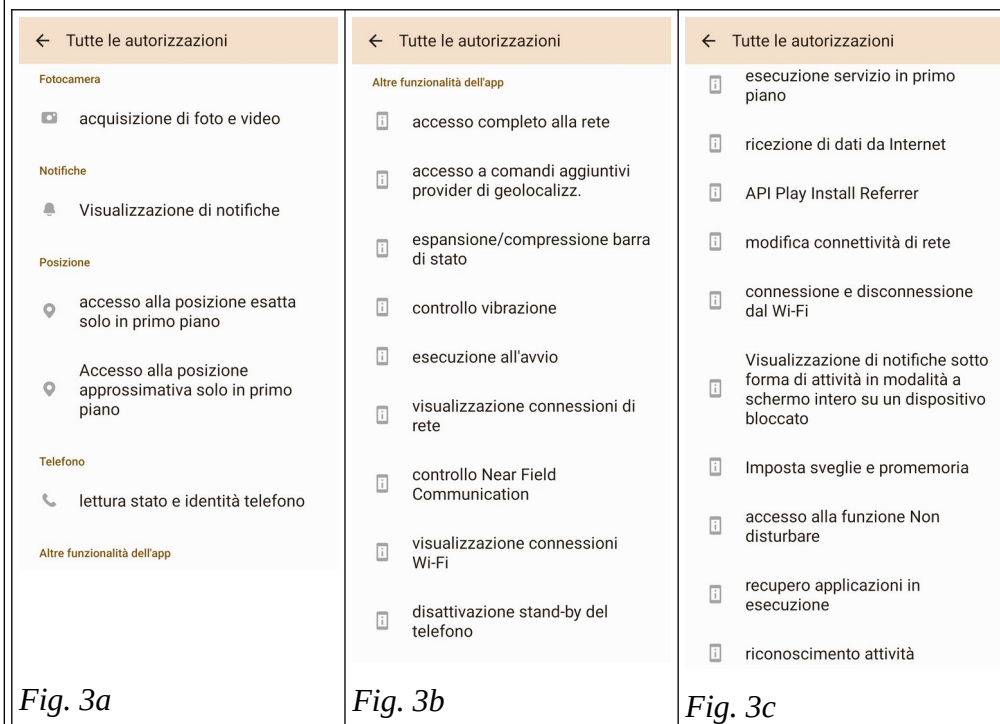 Tutte le autorizzazioni
Fotocamera
acquisizione di foto e video
Notifiche
Visualizzazione di notifiche
Posizione
accesso alla posizione esatta
solo in primo piano
Accesso alla posizione
approssimativa solo in primo
piano
Telefono
lettura stato e identità telefono
Altre funzionalità dell'app
Fig. 3a
Tutte le autorizzazioni
Altre funzionalità dell'app
accesso completo alla rete
accesso a comandi aggiuntivi
provider di geolocalizz.
espansione/compressione barra
di stato
controllo vibrazione
esecuzione all'avvio
visualizzazione connessioni di
rete
controllo Near Field
Communication
visualizzazione connessioni
Wi-Fi
disattivazione stand-by del
telefono
Fig. 3b
Tutte le autorizzazioni
esecuzione servizio in primo
piano
ricezione di dati da Internet
API Play Install Referrer
modifica connettività di rete
connessione e disconnessione
dal Wi-Fi
Visualizzazione di notifiche sotto
forma di attività in modalità a
schermo intero su un dispositivo
bloccato
Imposta sveglie e promemoria
accesso alla funzione Non
disturbare
recupero applicazioni in
esecuzione
riconoscimento attività
Fig. 3c